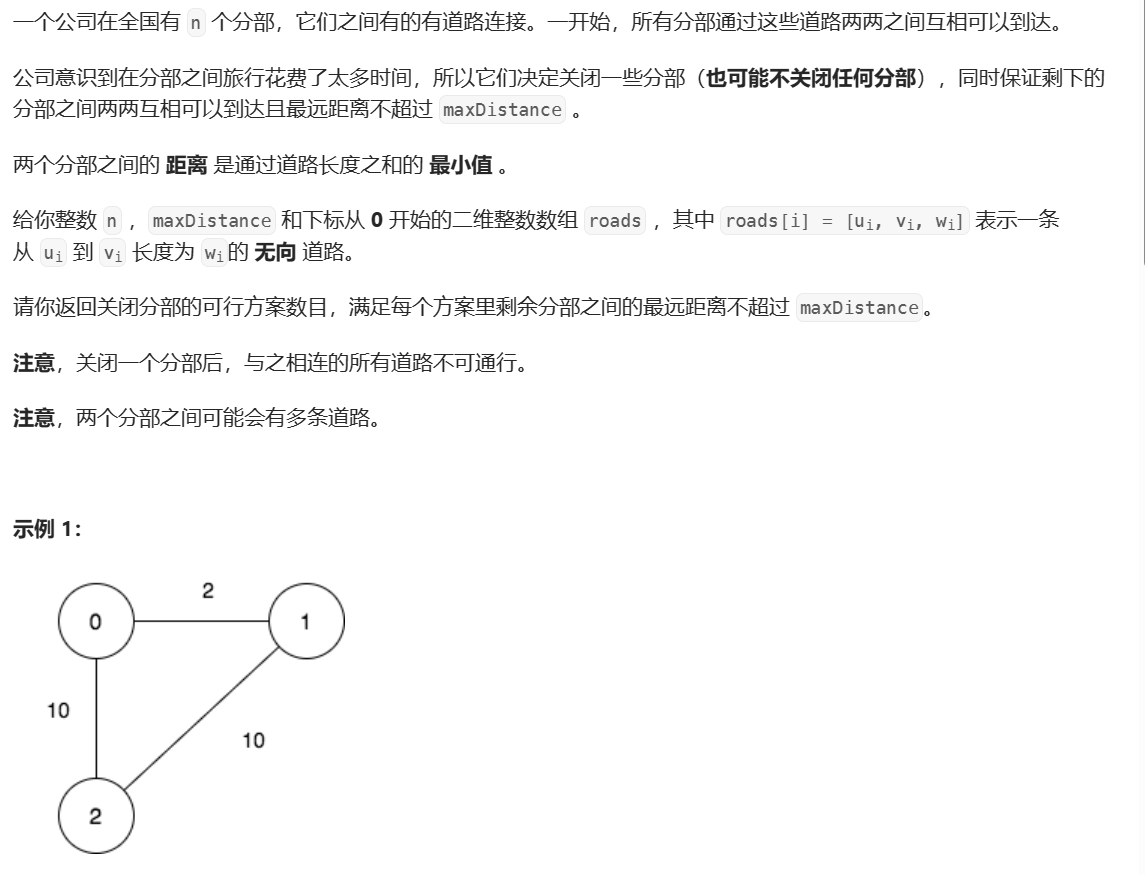 一个公司在全国有 n 个分部，它们之间有的有道路连接。一开始，所有分部通过这些道路两两之间互相可以到达。
公司意识到在分部之间旅行花费了太多时间，所以它们决定关闭一些分部（也可能不关闭任何分部），同时保证剩下的
分部之间两两互相可以到达且最远距离不超过 maxDistance 。
两个分部之间的 距离 是通过道路长度之和的 最小值 。
给你整数 n ，maxDistance 和下标从 0 开始的二维整数数组 roads ，其中 roads[i] = [ui, vi, wi] 表示一条
从 ui 到 vi 长度为 wi的 无向 道路。
请你返回关闭分部的可行方案数目，满足每个方案里剩余分部之间的最远距离不超过 maxDistance。
注意，关闭一个分部后，与之相连的所有道路不可通行。
注意，两个分部之间可能会有多条道路。
示例 1：
2
0
1
10
10
2